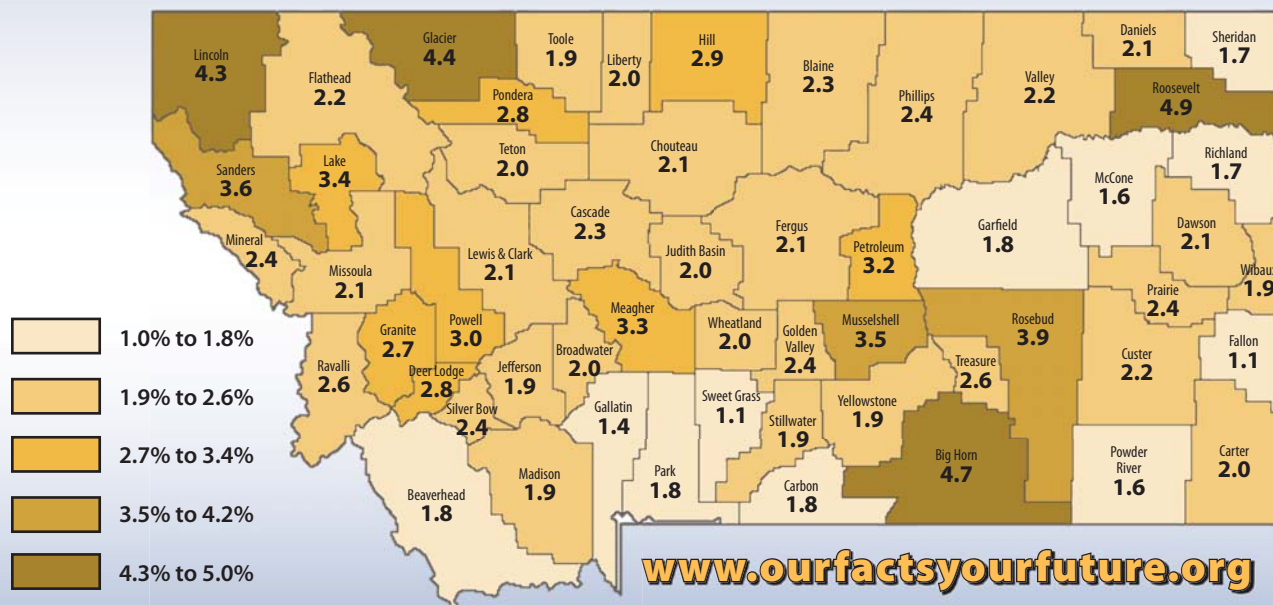 Lincoln
4.3
Flathead
2.2
Glacier
4.4
Toole
1.9
Liberty
2.0
Hill
2.9
Blaine
2.3
Phillips
2.4
Valley
2.2
Daniels
2.1
Sheridan
1.7
Roosevelt
4.9
Pondera
2.8
Teton
2.0
Chouteau
2.1
Richland
1.7
McCone
1.6
Sanders
3.6
Lake
3.4
Cascade
2.3
Fergus
2.1
Petroleum
3.2
Garfield
1.8
Dawson
2.1
Mineral
2.4
Missoula
2.1
Lewis & Clark
2.1
Judith Basin
2.0
Wibaux
1.9
Prairie
2.4
Granite
2.7
Powell
3.0
Meagher
3.3
Wheatland
2.0
Golden
Valley
2.4
Musselshell
3.5
Rosebud
3.9
Treasure
2.6
Custer
2.2
Fallon
1.1
Ravalli
2.6
Deer Lodge
2.8
Jefferson
1.9
Broadwater
2.0
Silver Bow
2.4
Gallatin
1.4
Park
1.8
Sweet Grass
1.1
Stillwater
1.9
Yellowstone
1.9
Big Horn
4.7
Powder
River
1.6
Carter
2.0
Beaverhead
1.8
Madison
1.9
Carbon
1.8
1.0% to 1.8%
1.9% to 2.6%
2.7% to 3.4%
3.5% to 4.2%
4.3% to 5.0%
www.ourfactsyourfuture.org